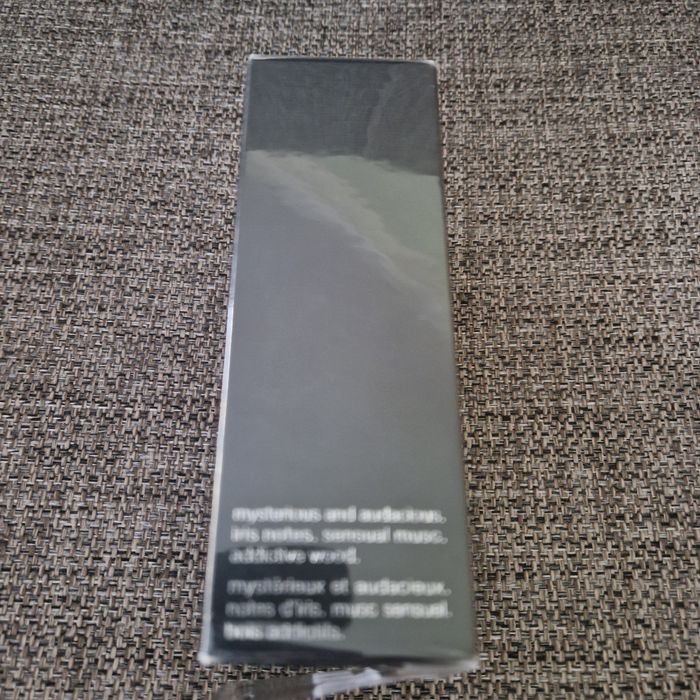 mysterious and audacious.
iris notes, sensual musc,
addictive wood.
mystérieux et audacieux.
notes d'iris, musc sensuel,
bois addictifs.